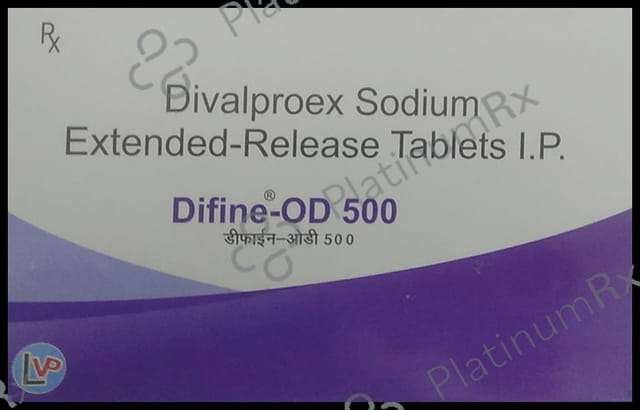 Rx
Divalproex Sodium
Extended-Release Tablets I.P.
Difine®-OD 500
डीफाईन-ओडी 500
LVP
PlatinumRx
PlatinumRx